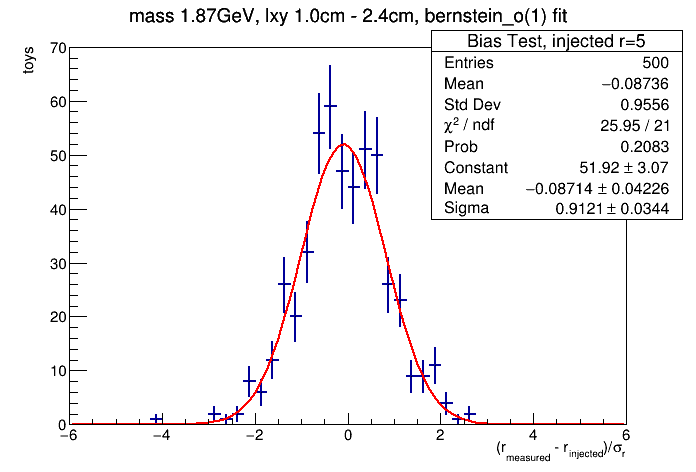 mass 1.87GeV, lxy 1.0cm - 2.4cm, bernstein_o(1) fit
toys
Bias Test, injected r=5
Entries 500
Mean −0.08736
Std Dev 0.9556
χ² / ndf 25.95 / 21
Prob 0.2083
Constant 51.92 ± 3.07
Mean −0.08714 ± 0.04226
Sigma 0.9121 ± 0.0344
70
60
50
40
30
20
10
0
−6 −4 −2 0 2 4 6
(r_measured - r_injected)/σ_r